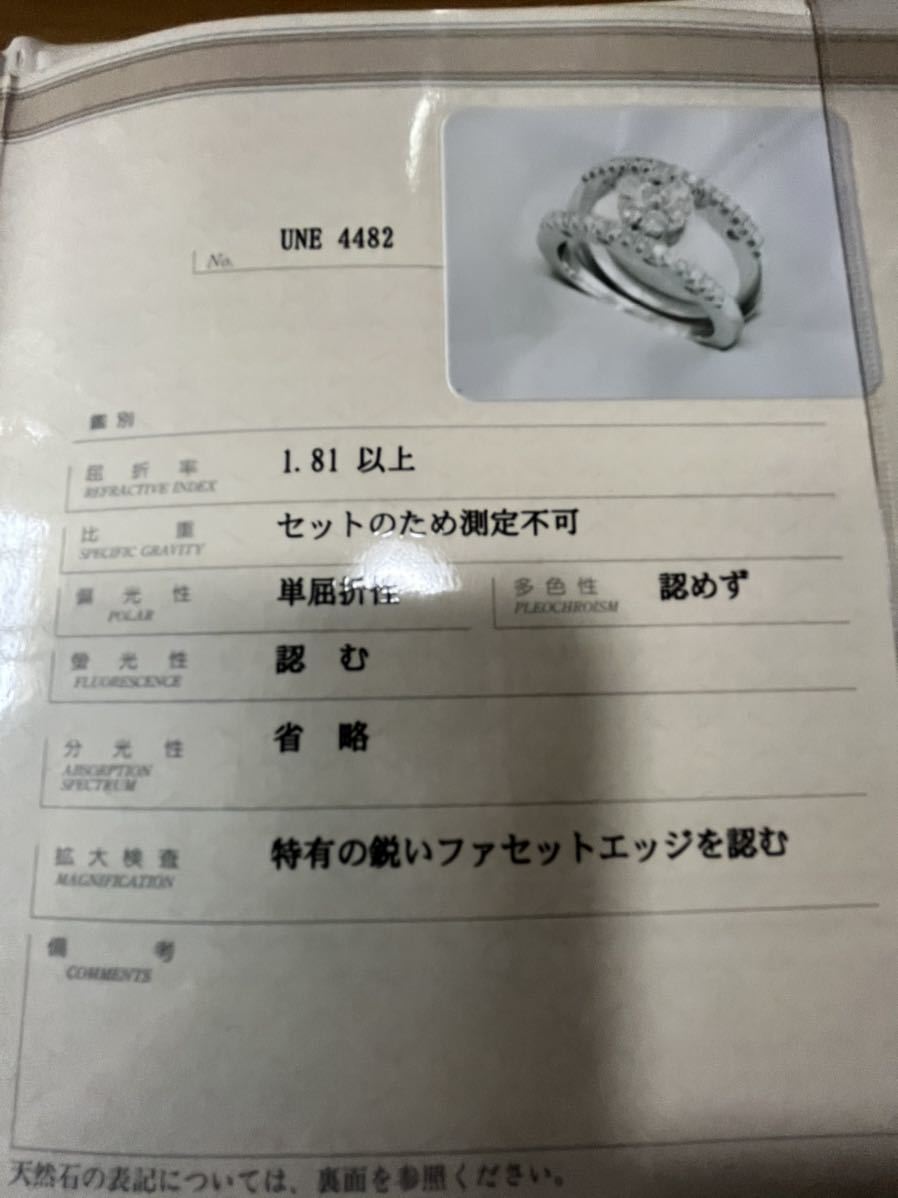 No. UNE 4482
鑑別
屈折率 1.81 以上
REFRACTIVE INDEX
比重 セットのため測定不可
SPECIFIC GRAVITY
偏光性 単屈折性 多色性 認めず
POLAR PLEOCHROISM
螢光性 認む
FLUORESCENCE
分光性 省略
ABSORPTION
SPECTRUM
拡大検査 特有の鋭いファセットエッジを認む
MAGNIFICATION
備考
COMMENTS
天然石の表記については、裏面を参照ください。